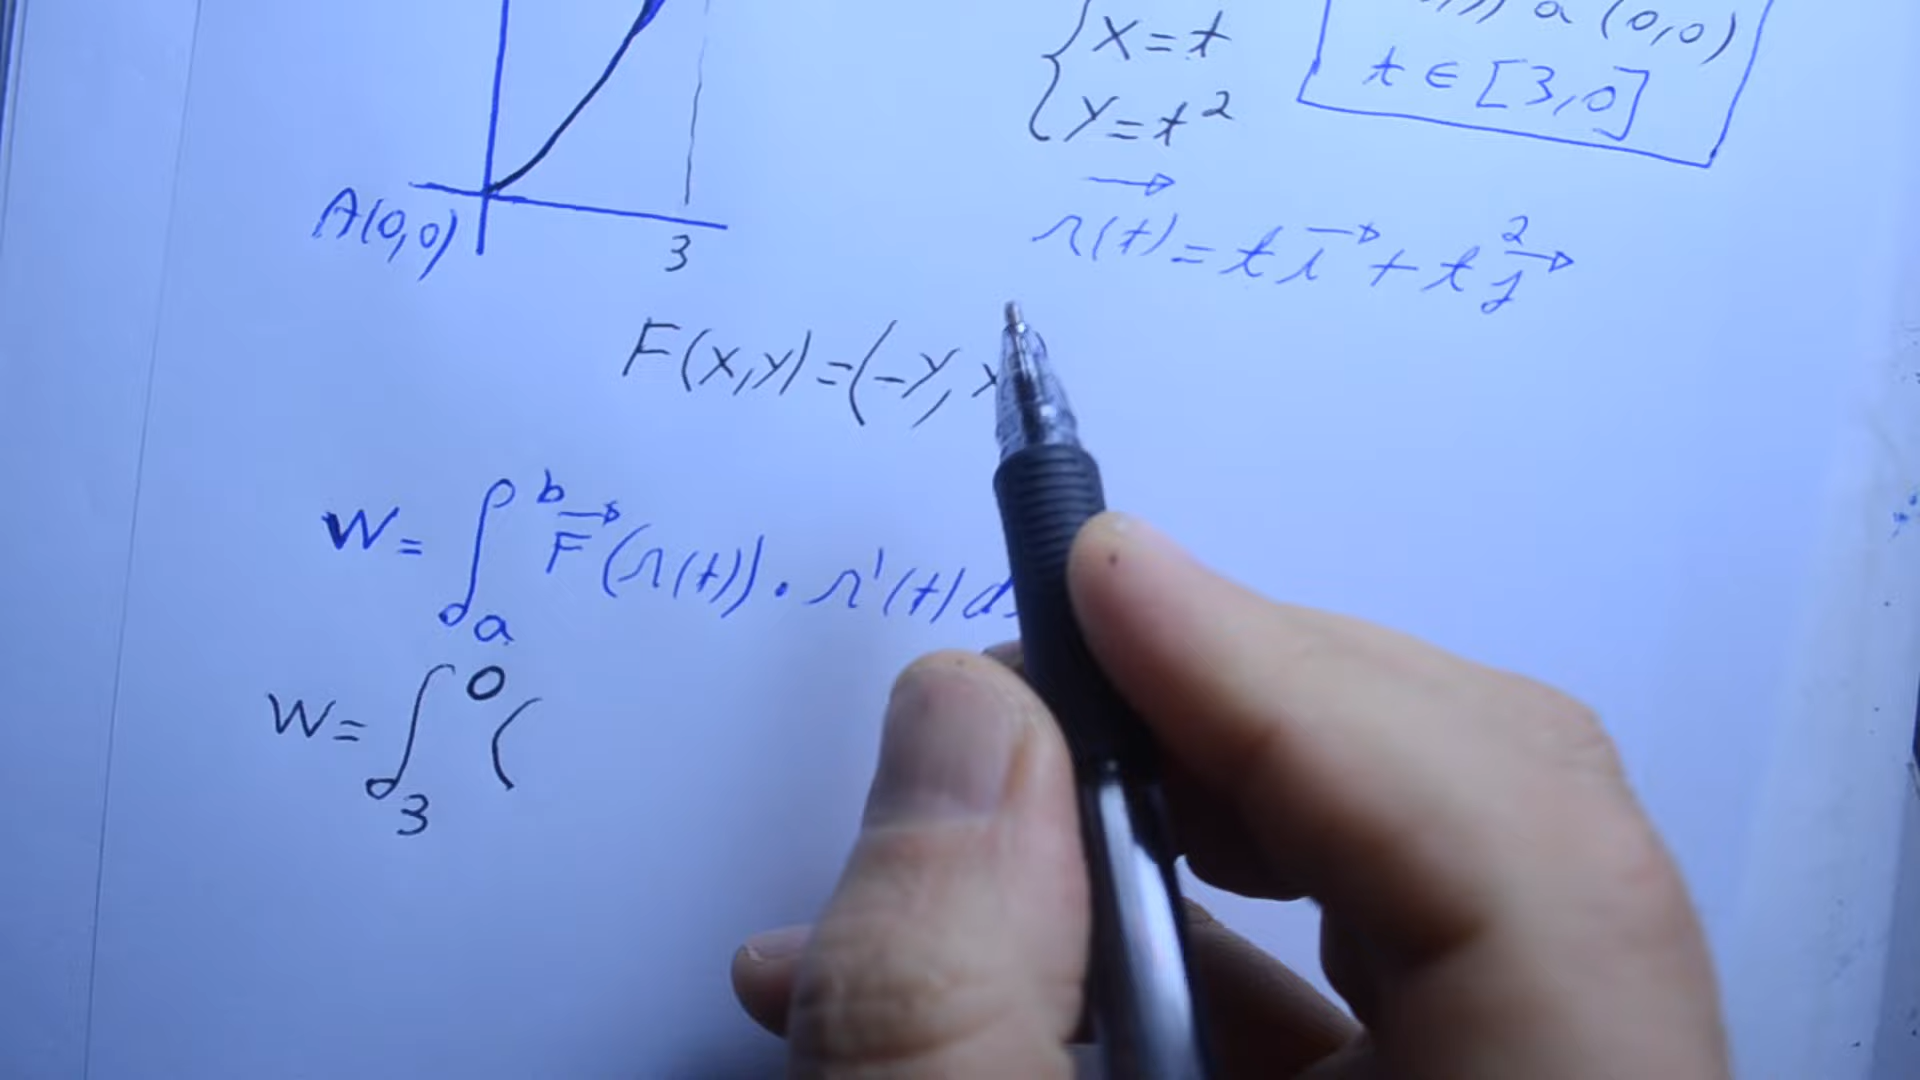 a (0,0)
t ∈ [3,0]
x = t
y = t²
r(t) = t i + t² j
A(0,0)
3
F(x,y) = (-y, x
W = ∫ₐᵇ F(r(t)) · r'(t) d
W = ∫₃⁰ (